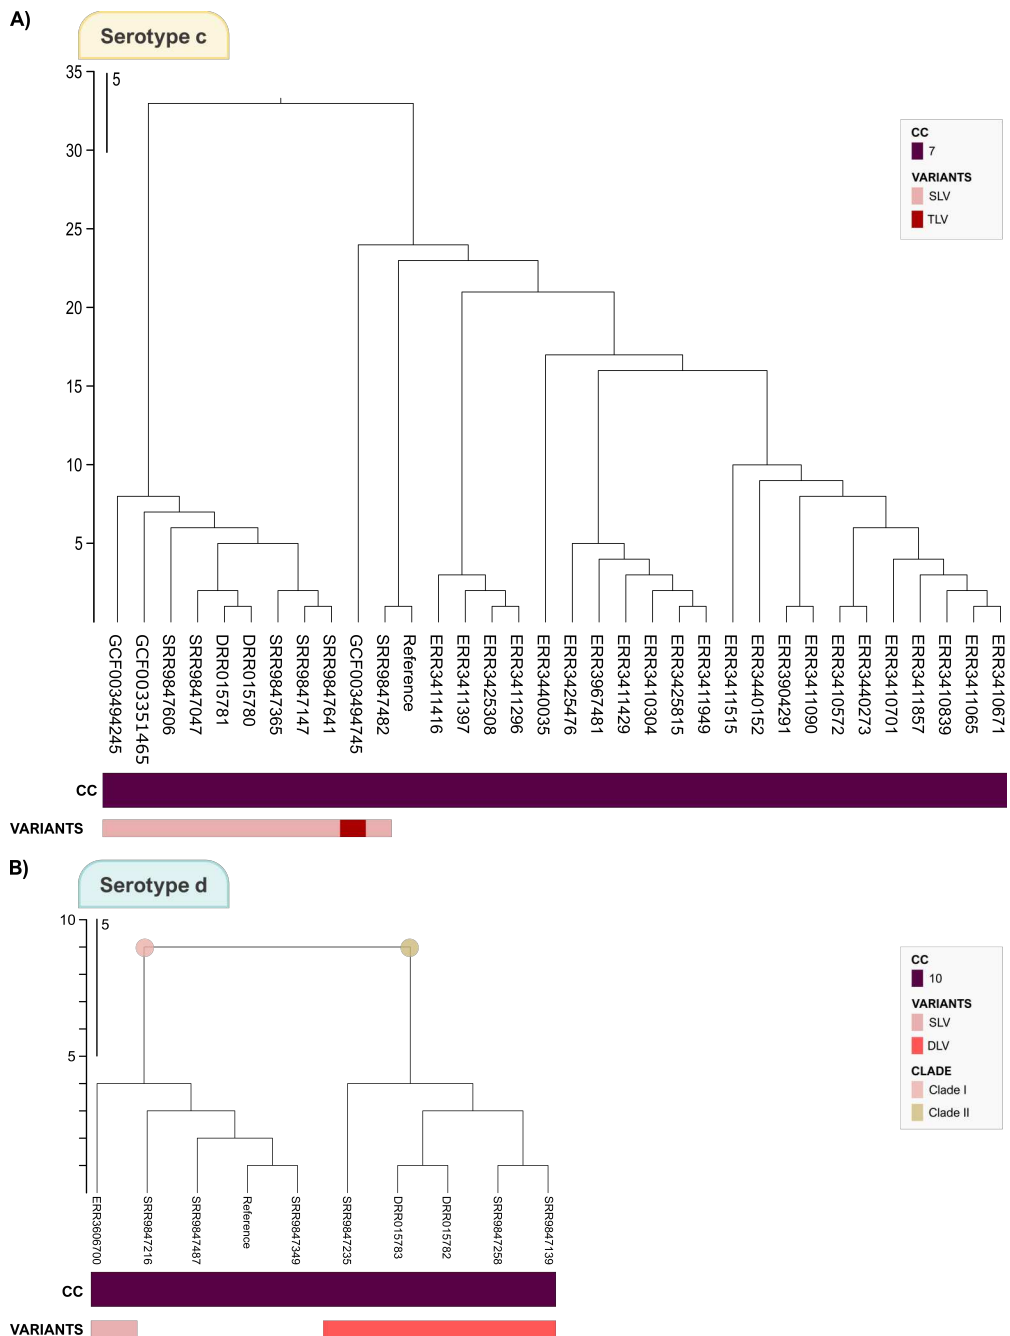 A)
Serotype c
35
5
30
25
20
15
10
5
CC
7
VARIANTS
SLV
TLV
GCF003494245
GCF003351465
SRR9847606
SRR9847047
DRR015781
DRR015780
SRR9847365
SRR9847147
SRR9847641
GCF003494745
SRR9847482
Reference
ERR3411416
ERR3411397
ERR3425308
ERR3411296
ERR3440035
ERR3425476
ERR3967481
ERR3411429
ERR3410304
ERR3425815
ERR3411949
ERR3411515
ERR3440152
ERR3904291
ERR3411090
ERR3410572
ERR3440273
ERR3410701
ERR3411857
ERR3410839
ERR3411065
ERR3410671
CC
VARIANTS
B)
Serotype d
10
5
5
CC
10
VARIANTS
SLV
DLV
CLADE
Clade I
Clade II
ERR3606700
SRR9847216
SRR9847487
Reference
SRR9847349
SRR9847235
DRR015783
DRR015782
SRR9847258
SRR9847139
CC
VARIANTS